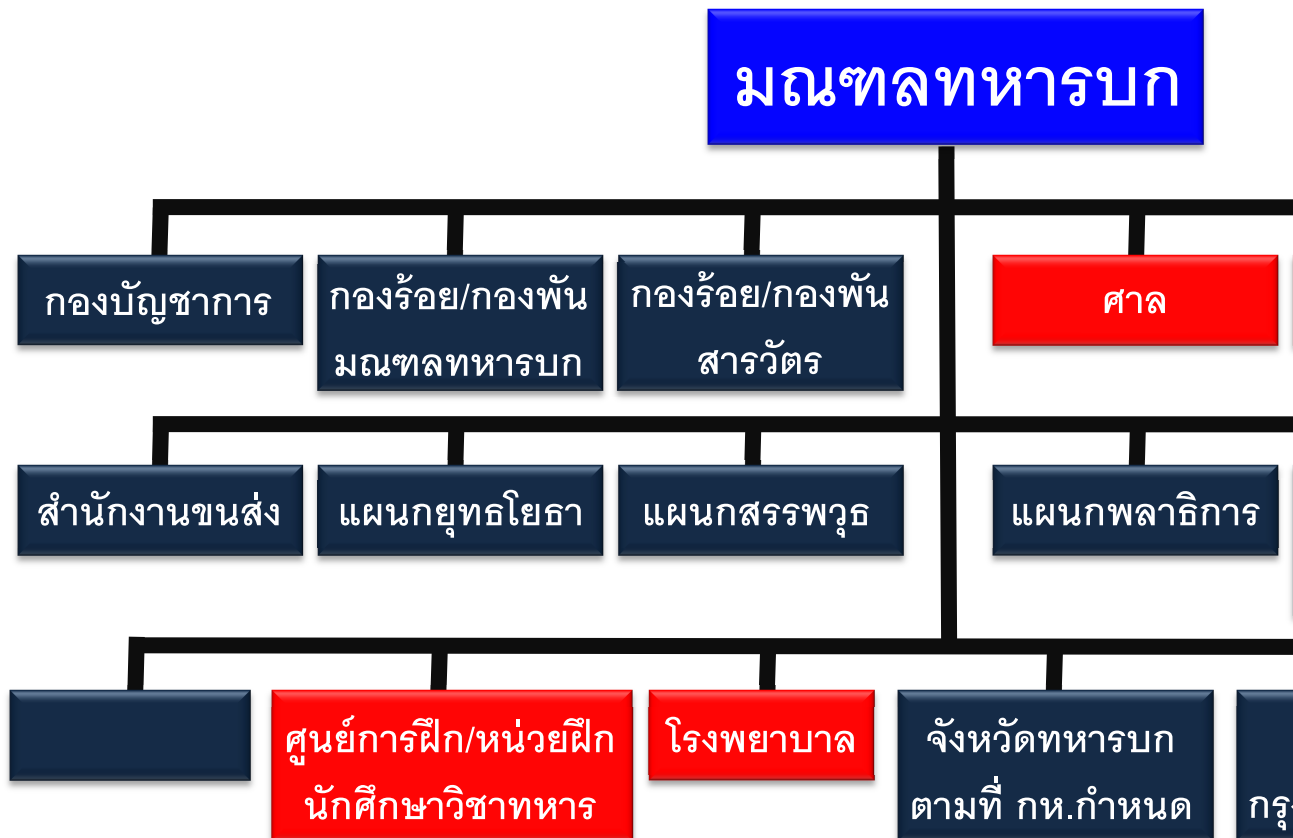 มณฑลทหารบก
กองบัญชาการ
กองร้อย/กองพัน
มณฑลทหารบก
กองร้อย/กองพัน
สารวัตร
ศาล
สำนักงานขนส่ง
แผนกยุทธโยธา
แผนกสรรพวุธ
แผนกพลาธิการ
ศูนย์การฝึก/หน่วยฝึก
นักศึกษาวิชาทหาร
โรงพยาบาล
จังหวัดทหารบก
ตามที่ กห.กำหนด